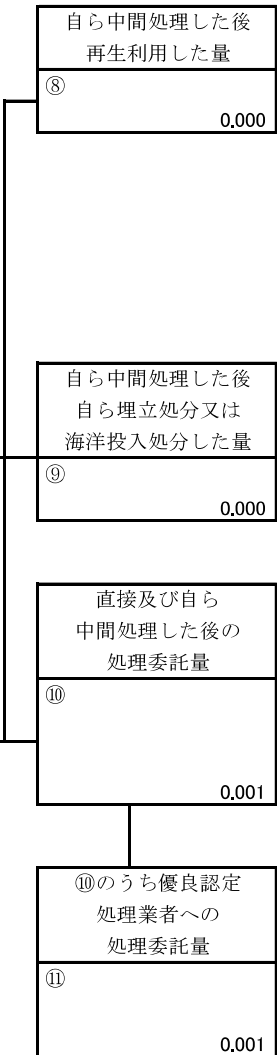 自ら中間処理した後
再生利用した量
⑧
0.000
自ら中間処理した後
自ら埋立処分又は
海洋投入処分した量
⑨
0.000
直接及び自ら
中間処理した後の
処理委託量
⑩
0.001
⑩のうち優良認定
処理業者への
処理委託量
⑪
0.001